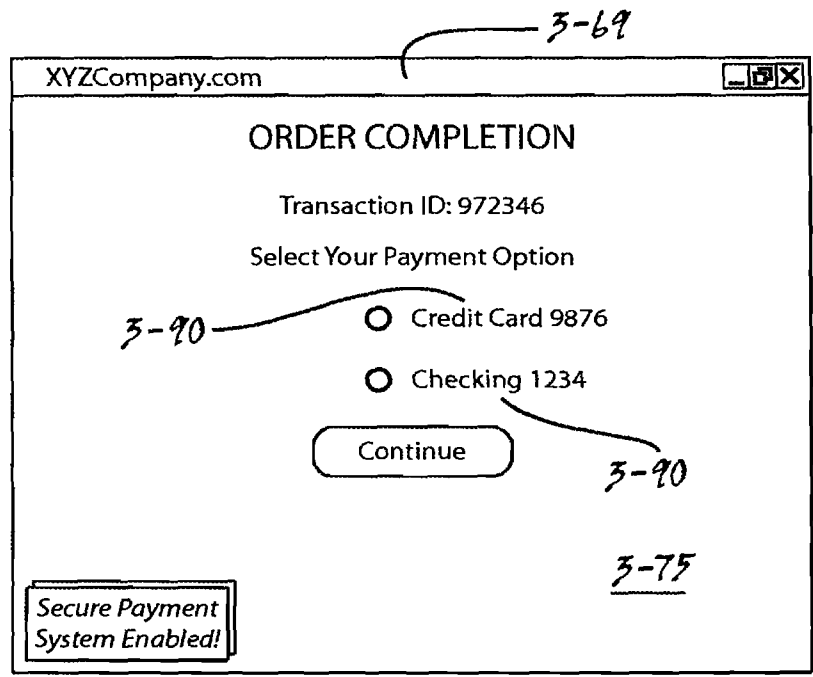 3-69
XYZCompany.com
ORDER COMPLETION
Transaction ID: 972346
Select Your Payment Option
3-90
Credit Card 9876
Checking 1234
Continue
3-90
3-75
Secure Payment
System Enabled!